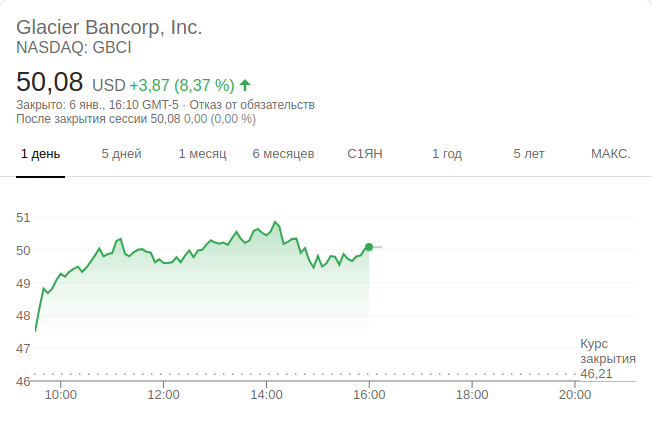 Glacier Bancorp, Inc.
NASDAQ: GBCI
50,08 USD +3,87 (8,37 %)
Закрыто: 6 янв., 16:10 GMT-5 · Отказ от обязательств
После закрытия сессии 50,08 0,00 (0,00 %)
1 день 5 дней 1 месяц 6 месяцев С1ЯН 1 год 5 лет МАКС.
51
50
49
48
47
Курс
закрытия
46,21
46
10:00 12:00 14:00 16:00 18:00 20:00